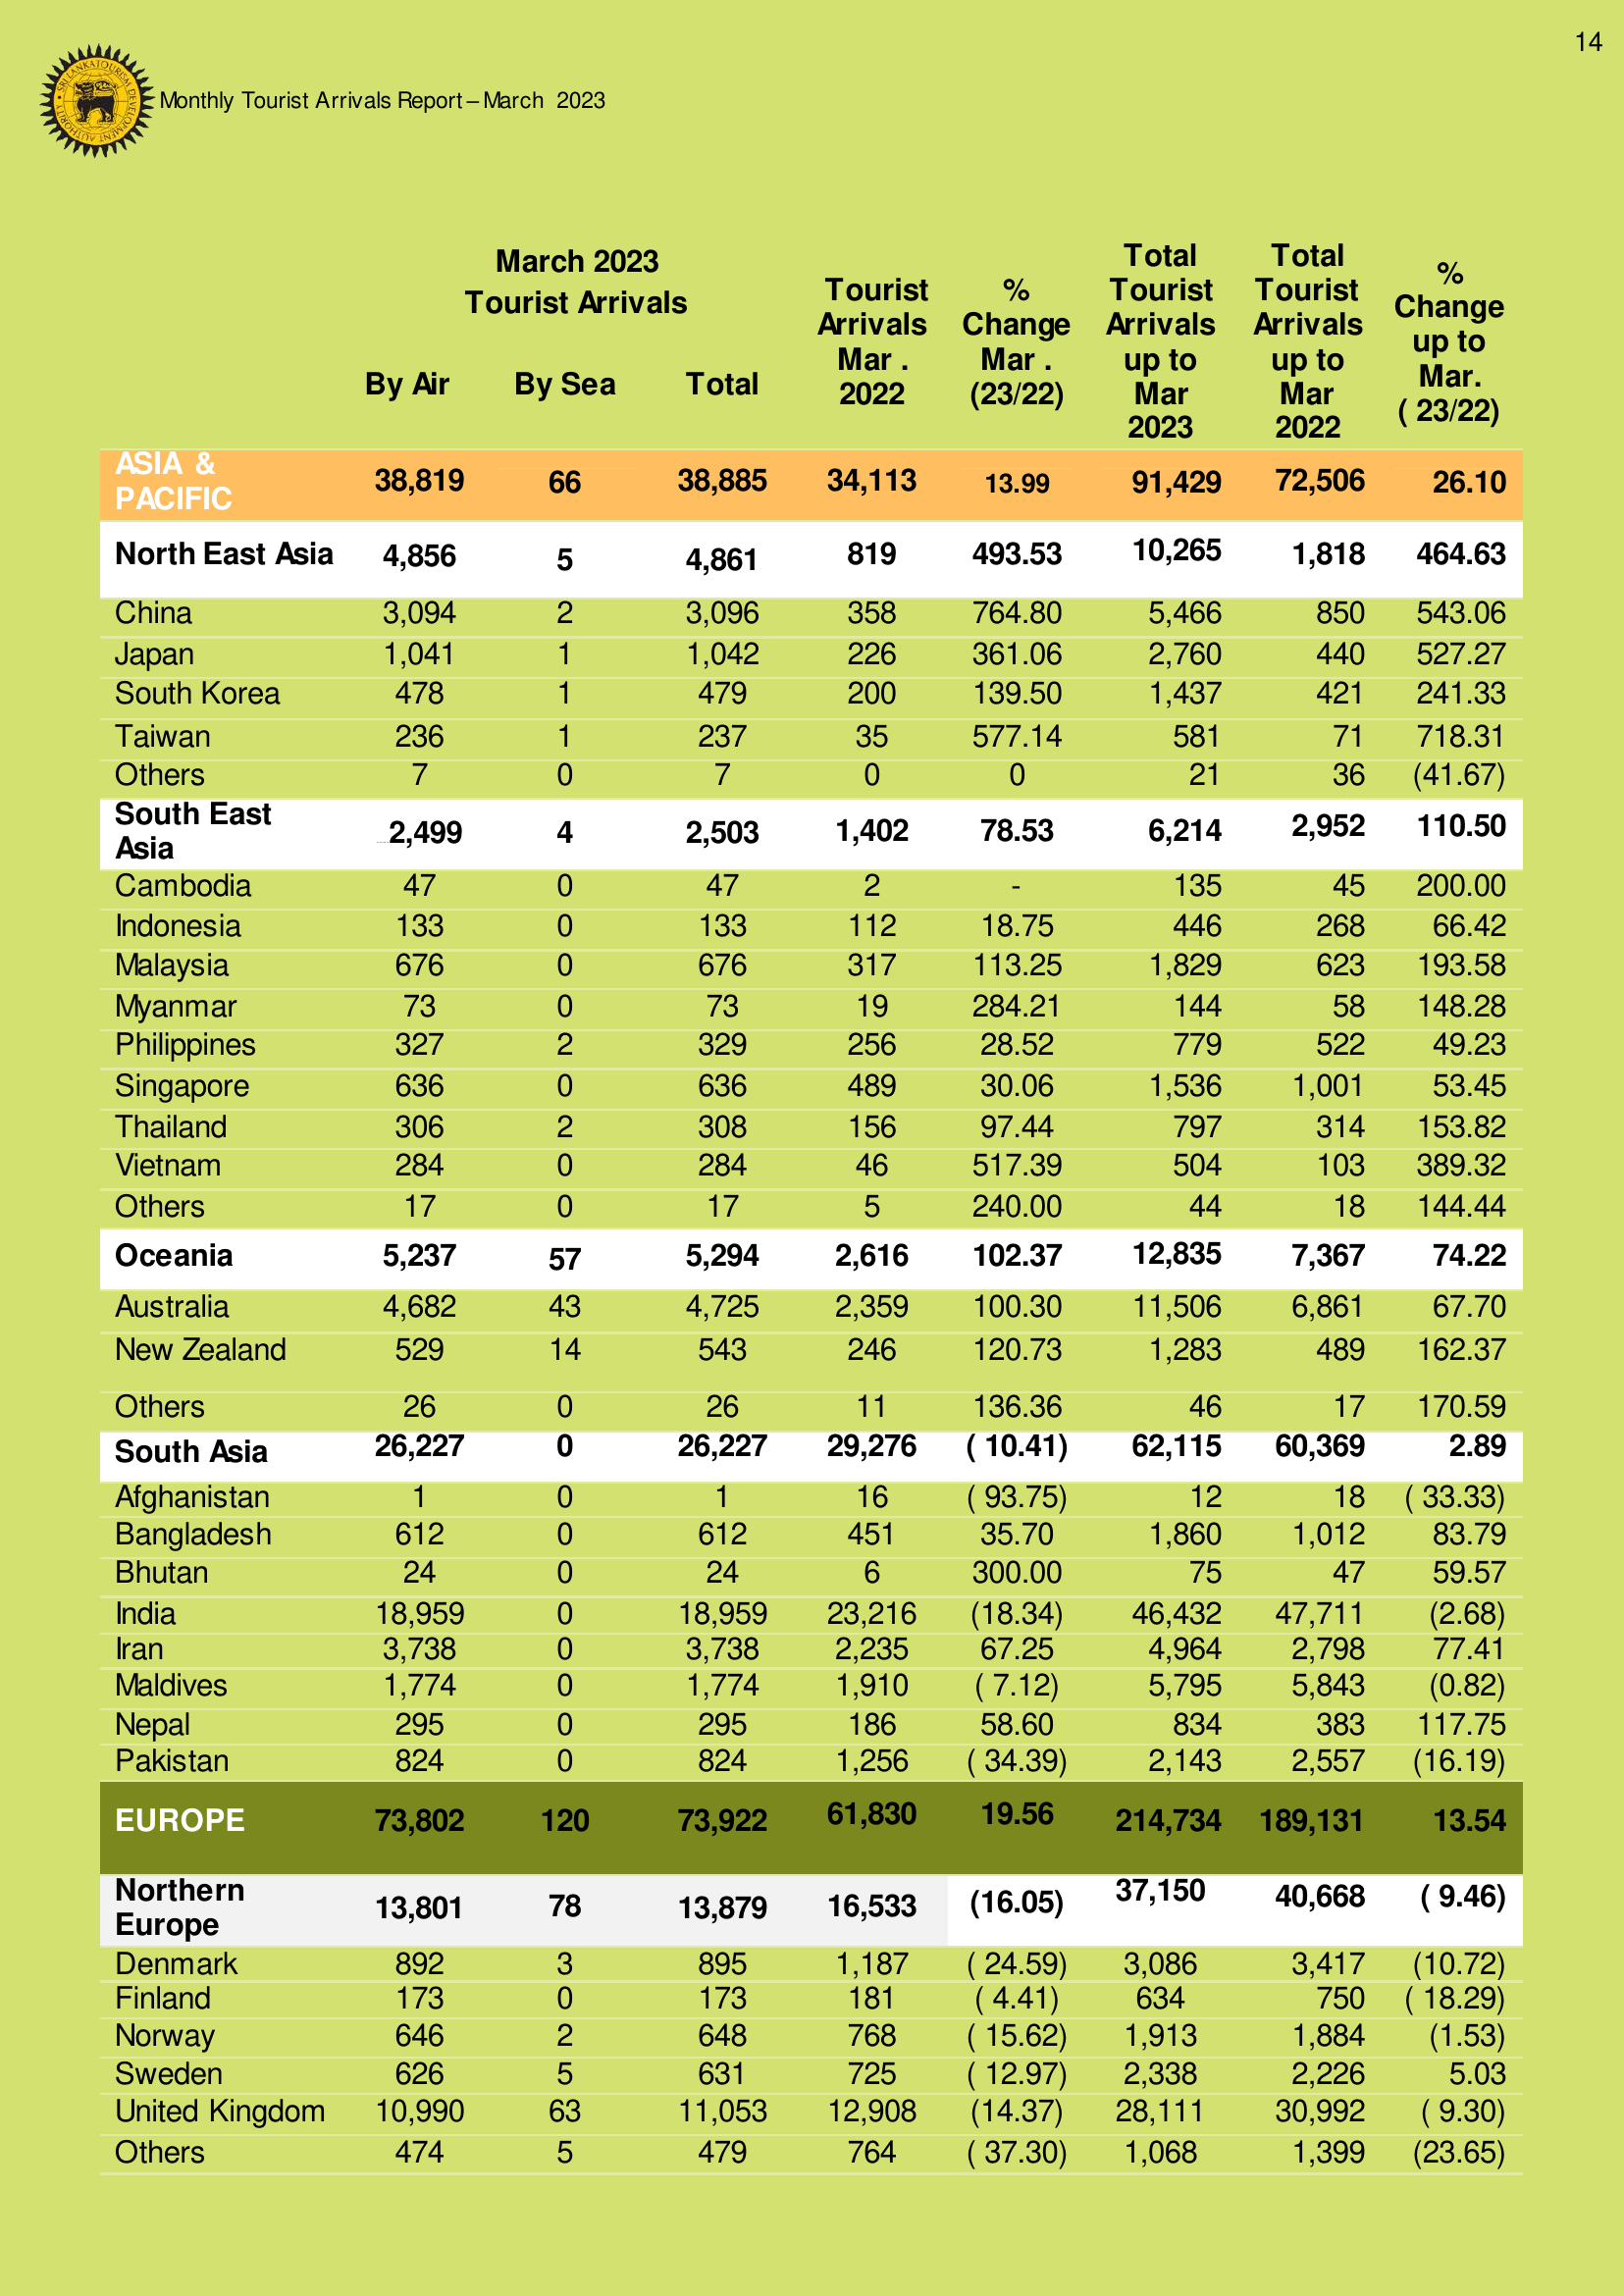 14
SRI LANKA TOURISM DEVELOPMENT AUTHORITY
Monthly Tourist Arrivals Report – March 2023
March 2023
Tourist Arrivals
By Air By Sea Total
Tourist
Arrivals
Mar .
2022
%
Change
Mar .
(23/22)
Total
Tourist
Arrivals
up to
Mar
2023
Total
Tourist
Arrivals
up to
Mar
2022
%
Change
up to
Mar.
( 23/22)
ASIA &
PACIFIC 38,819 66 38,885 34,113 13.99 91,429 72,506 26.10
North East Asia 4,856 5 4,861 819 493.53 10,265 1,818 464.63
China 3,094 2 3,096 358 764.80 5,466 850 543.06
Japan 1,041 1 1,042 226 361.06 2,760 440 527.27
South Korea 478 1 479 200 139.50 1,437 421 241.33
Taiwan 236 1 237 35 577.14 581 71 718.31
Others 7 0 7 0 0 21 36 (41.67)
South East
Asia 2,499 4 2,503 1,402 78.53 6,214 2,952 110.50
Cambodia 47 0 47 2 - 135 45 200.00
Indonesia 133 0 133 112 18.75 446 268 66.42
Malaysia 676 0 676 317 113.25 1,829 623 193.58
Myanmar 73 0 73 19 284.21 144 58 148.28
Philippines 327 2 329 256 28.52 779 522 49.23
Singapore 636 0 636 489 30.06 1,536 1,001 53.45
Thailand 306 2 308 156 97.44 797 314 153.82
Vietnam 284 0 284 46 517.39 504 103 389.32
Others 17 0 17 5 240.00 44 18 144.44
Oceania 5,237 57 5,294 2,616 102.37 12,835 7,367 74.22
Australia 4,682 43 4,725 2,359 100.30 11,506 6,861 67.70
New Zealand 529 14 543 246 120.73 1,283 489 162.37
Others 26 0 26 11 136.36 46 17 170.59
South Asia 26,227 0 26,227 29,276 ( 10.41) 62,115 60,369 2.89
Afghanistan 1 0 1 16 ( 93.75) 12 18 ( 33.33)
Bangladesh 612 0 612 451 35.70 1,860 1,012 83.79
Bhutan 24 0 24 6 300.00 75 47 59.57
India 18,959 0 18,959 23,216 (18.34) 46,432 47,711 (2.68)
Iran 3,738 0 3,738 2,235 67.25 4,964 2,798 77.41
Maldives 1,774 0 1,774 1,910 ( 7.12) 5,795 5,843 (0.82)
Nepal 295 0 295 186 58.60 834 383 117.75
Pakistan 824 0 824 1,256 ( 34.39) 2,143 2,557 (16.19)
EUROPE 73,802 120 73,922 61,830 19.56 214,734 189,131 13.54
Northern
Europe 13,801 78 13,879 16,533 (16.05) 37,150 40,668 ( 9.46)
Denmark 892 3 895 1,187 ( 24.59) 3,086 3,417 (10.72)
Finland 173 0 173 181 ( 4.41) 634 750 ( 18.29)
Norway 646 2 648 768 ( 15.62) 1,913 1,884 (1.53)
Sweden 626 5 631 725 ( 12.97) 2,338 2,226 5.03
United Kingdom 10,990 63 11,053 12,908 (14.37) 28,111 30,992 ( 9.30)
Others 474 5 479 764 ( 37.30) 1,068 1,399 (23.65)